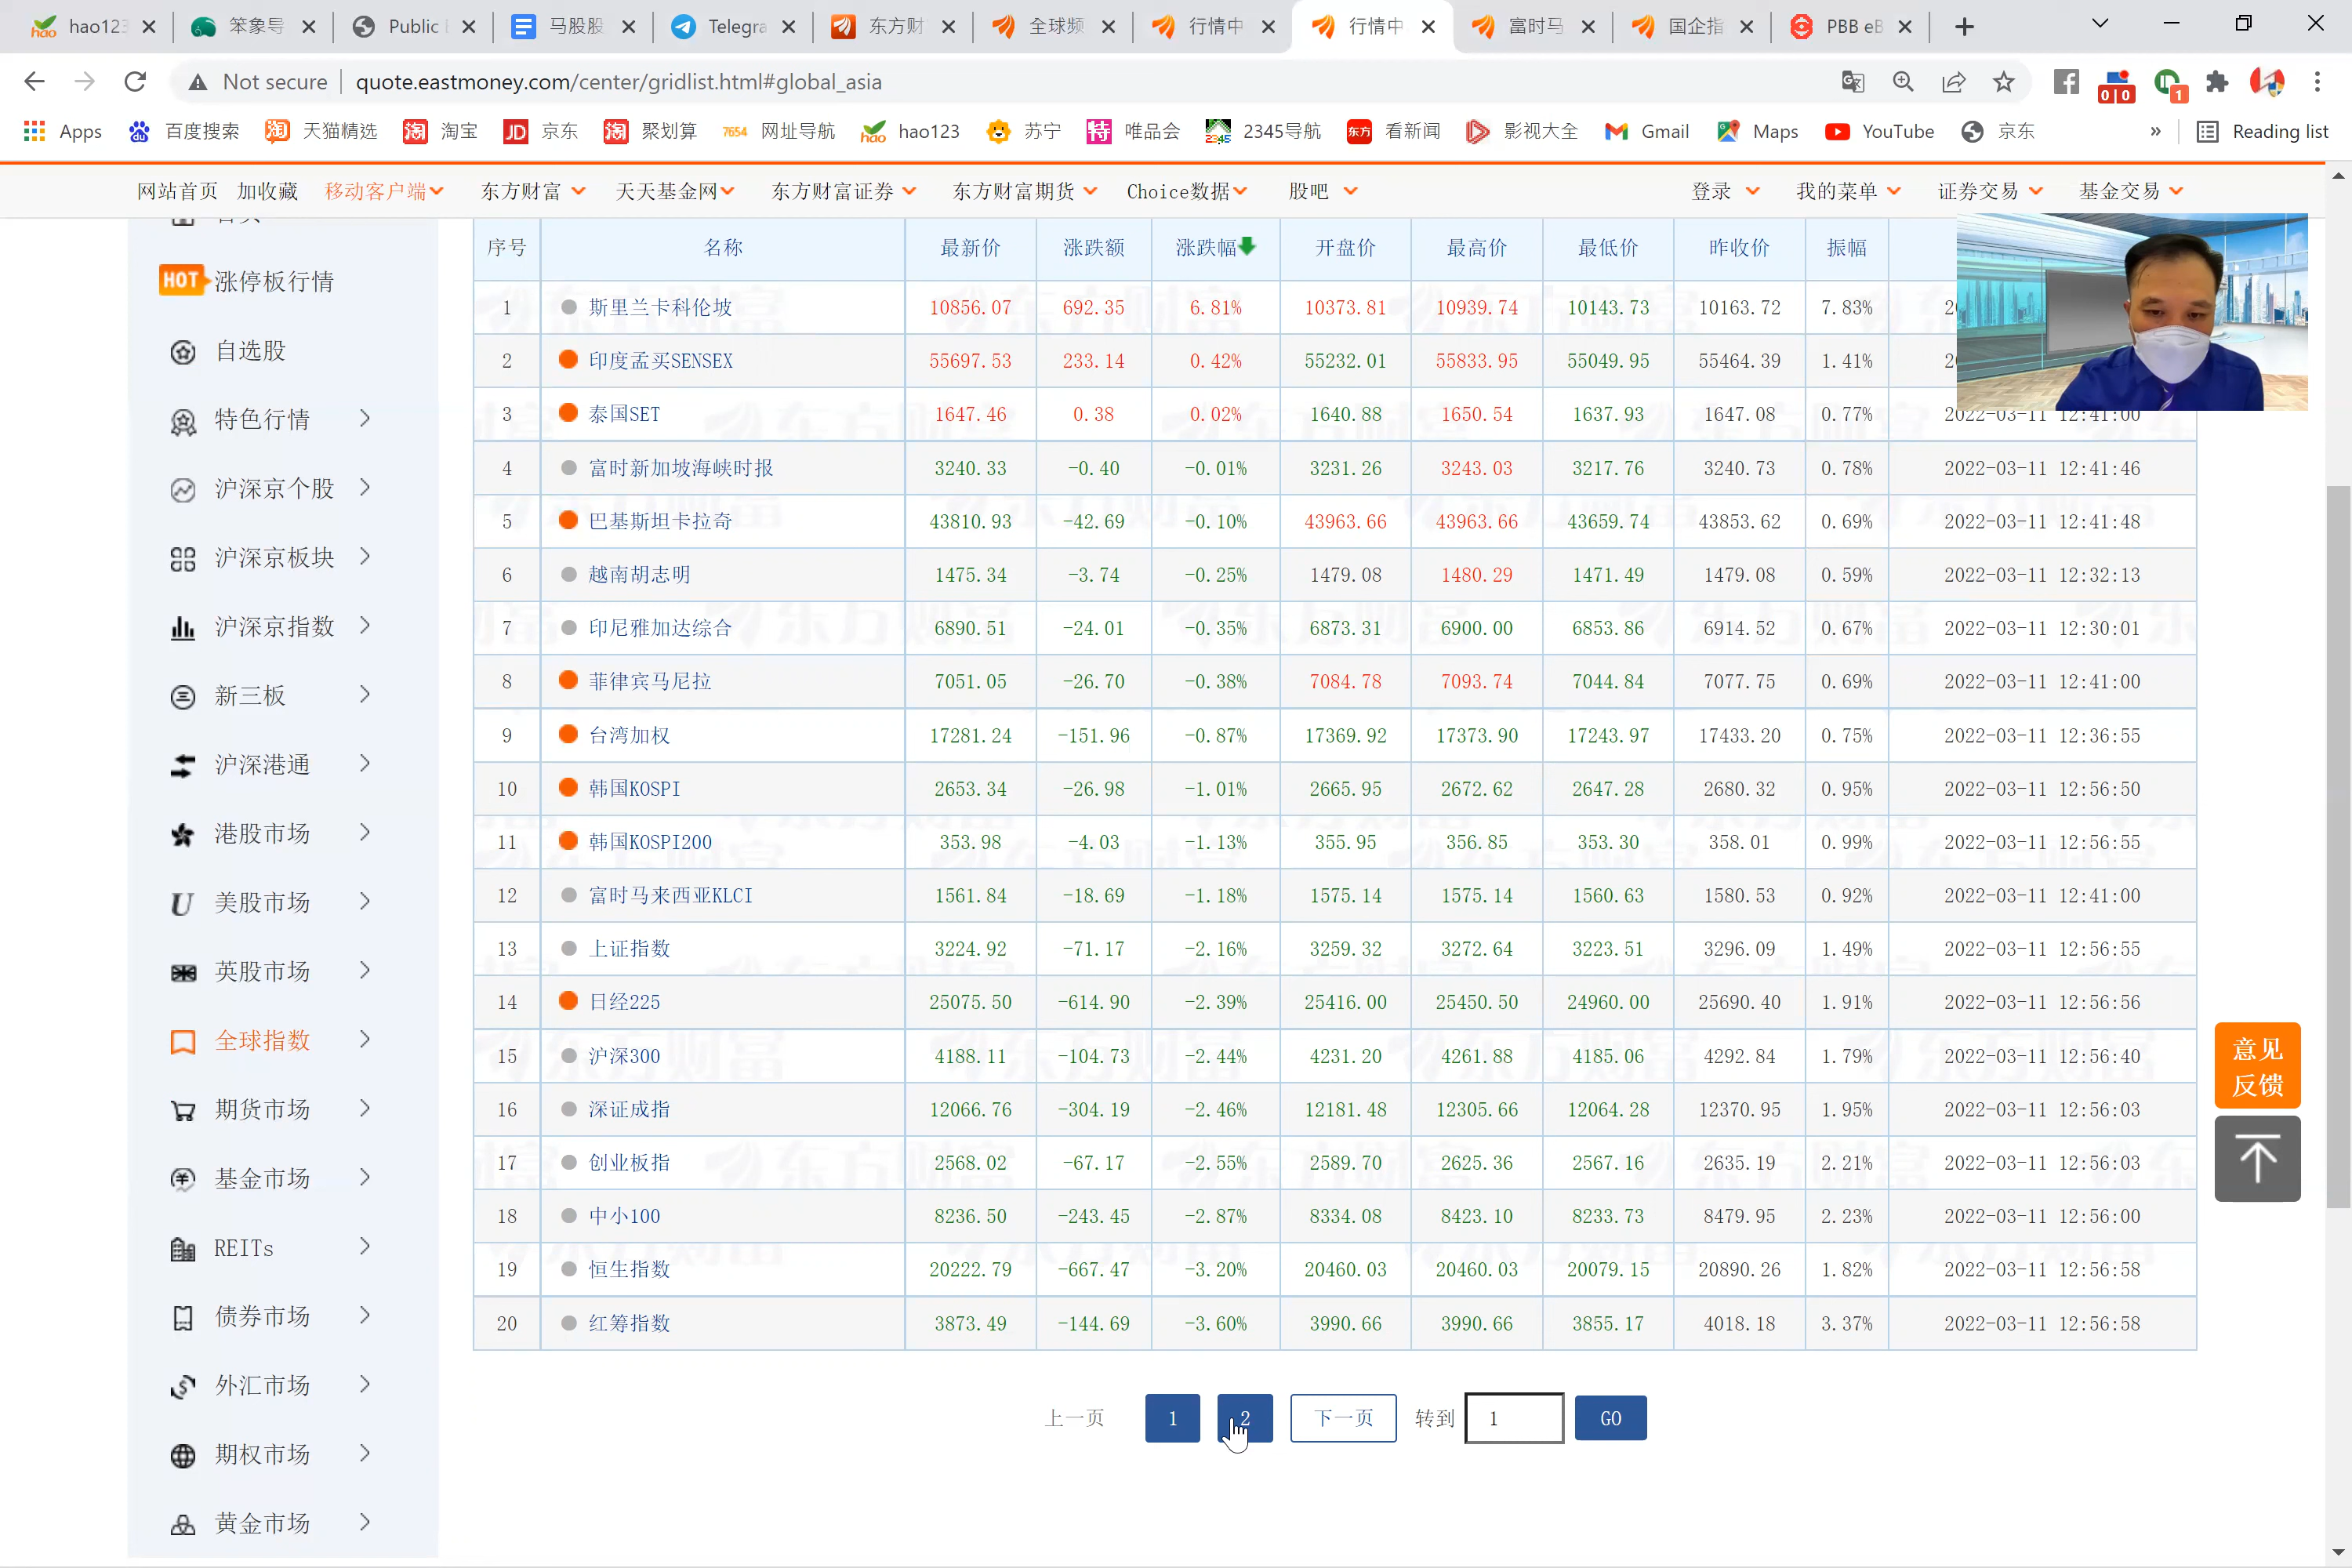 hao123 笨象导 Public 马股股 Telegra 东方财 全球频 行情中 行情中 富时马 国企指 PBB eB
Not secure quote.eastmoney.com/center/gridlist.html#global_asia
0|0 1
Apps 百度搜索 天猫精选 淘宝 JD 京东 聚划算 7654 网址导航 hao123 苏宁 特 唯品会 2345导航 东方 看新闻 影视大全 Gmail Maps YouTube 京东 » Reading list
网站首页 加收藏 移动客户端 东方财富 天天基金网 东方财富证券 东方财富期货 Choice数据 股吧 登录 我的菜单 证券交易 基金交易
首页
HOT 涨停板行情
自选股
特色行情
沪深京个股
沪深京板块
沪深京指数
新三板
沪深港通
港股市场
美股市场
英股市场
全球指数
期货市场
基金市场
REITs
债券市场
外汇市场
期权市场
黄金市场
序号 名称 最新价 涨跌额 涨跌幅 开盘价 最高价 最低价 昨收价 振幅
1 斯里兰卡科伦坡 10856.07 692.35 6.81% 10373.81 10939.74 10143.73 10163.72 7.83%
2 印度孟买SENSEX 55697.53 233.14 0.42% 55232.01 55833.95 55049.95 55464.39 1.41%
3 泰国SET 1647.46 0.38 0.02% 1640.88 1650.54 1637.93 1647.08 0.77% 2022-03-11 12:41:00
4 富时新加坡海峡时报 3240.33 -0.40 -0.01% 3231.26 3243.03 3217.76 3240.73 0.78% 2022-03-11 12:41:46
5 巴基斯坦卡拉奇 43810.93 -42.69 -0.10% 43963.66 43963.66 43659.74 43853.62 0.69% 2022-03-11 12:41:48
6 越南胡志明 1475.34 -3.74 -0.25% 1479.08 1480.29 1471.49 1479.08 0.59% 2022-03-11 12:32:13
7 印尼雅加达综合 6890.51 -24.01 -0.35% 6873.31 6900.00 6853.86 6914.52 0.67% 2022-03-11 12:30:01
8 菲律宾马尼拉 7051.05 -26.70 -0.38% 7084.78 7093.74 7044.84 7077.75 0.69% 2022-03-11 12:41:00
9 台湾加权 17281.24 -151.96 -0.87% 17369.92 17373.90 17243.97 17433.20 0.75% 2022-03-11 12:36:55
10 韩国KOSPI 2653.34 -26.98 -1.01% 2665.95 2672.62 2647.28 2680.32 0.95% 2022-03-11 12:56:50
11 韩国KOSPI200 353.98 -4.03 -1.13% 355.95 356.85 353.30 358.01 0.99% 2022-03-11 12:56:55
12 富时马来西亚KLCI 1561.84 -18.69 -1.18% 1575.14 1575.14 1560.63 1580.53 0.92% 2022-03-11 12:41:00
13 上证指数 3224.92 -71.17 -2.16% 3259.32 3272.64 3223.51 3296.09 1.49% 2022-03-11 12:56:55
14 日经225 25075.50 -614.90 -2.39% 25416.00 25450.50 24960.00 25690.40 1.91% 2022-03-11 12:56:56
15 沪深300 4188.11 -104.73 -2.44% 4231.20 4261.88 4185.06 4292.84 1.79% 2022-03-11 12:56:40
16 深证成指 12066.76 -304.19 -2.46% 12181.48 12305.66 12064.28 12370.95 1.95% 2022-03-11 12:56:03
17 创业板指 2568.02 -67.17 -2.55% 2589.70 2625.36 2567.16 2635.19 2.21% 2022-03-11 12:56:03
18 中小100 8236.50 -243.45 -2.87% 8334.08 8423.10 8233.73 8479.95 2.23% 2022-03-11 12:56:00
19 恒生指数 20222.79 -667.47 -3.20% 20460.03 20460.03 20079.15 20890.26 1.82% 2022-03-11 12:56:58
20 红筹指数 3873.49 -144.69 -3.60% 3990.66 3990.66 3855.17 4018.18 3.37% 2022-03-11 12:56:58
上一页 1 2 下一页 转到 1 GO
意见
反馈